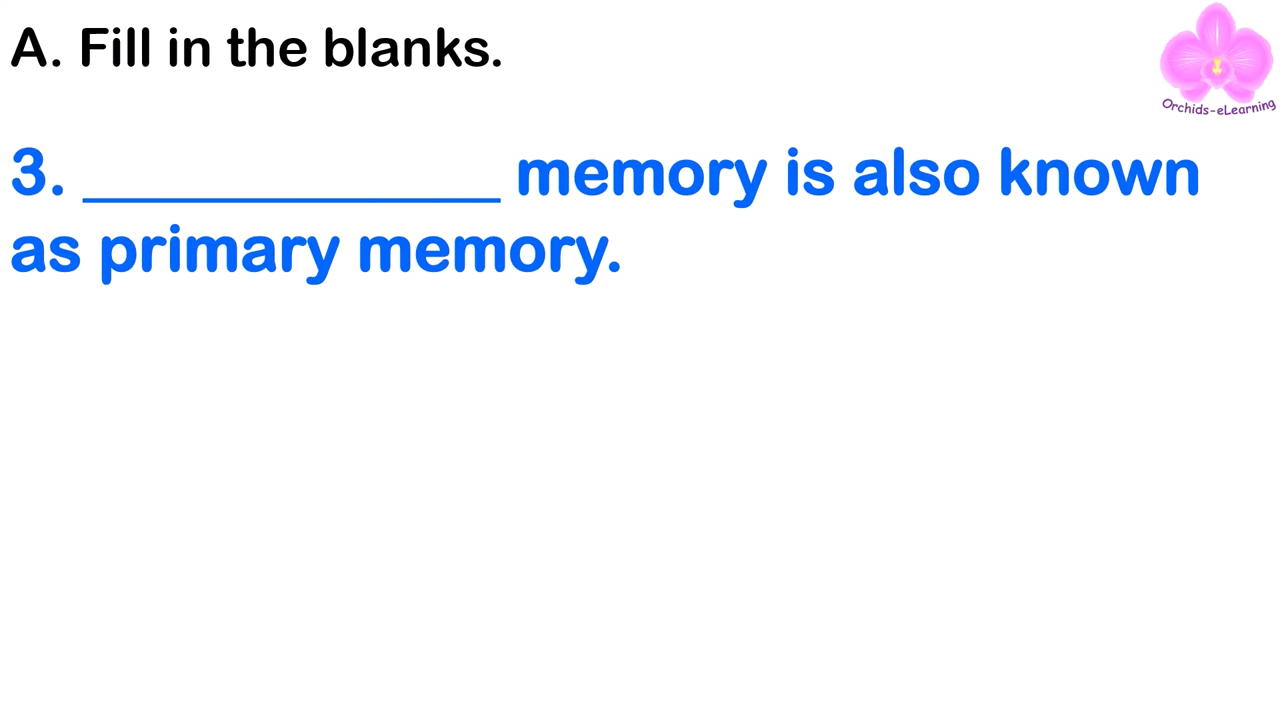 A. Fill in the blanks.
Orchids-eLearning
3. ______________ memory is also known
as primary memory.